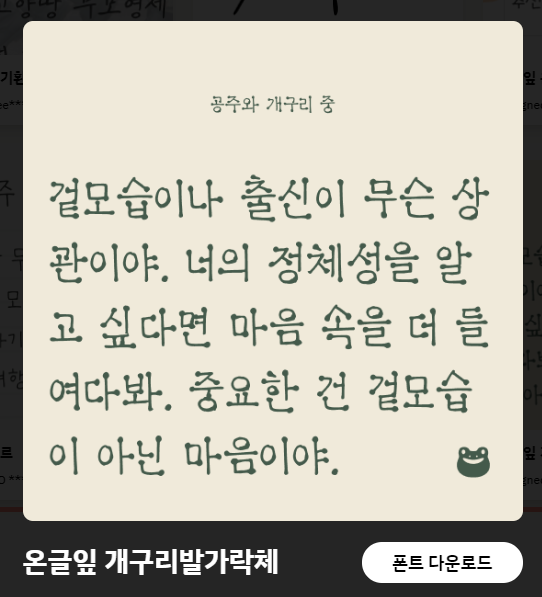 공주와 개구리 중
겉모습이나 출신이 무슨 상
관이야. 너의 정체성을 알
고 싶다면 마음 속을 더 들
여다봐. 중요한 건 겉모습
이 아닌 마음이야.
온글잎 개구리발가락체
폰트 다운로드